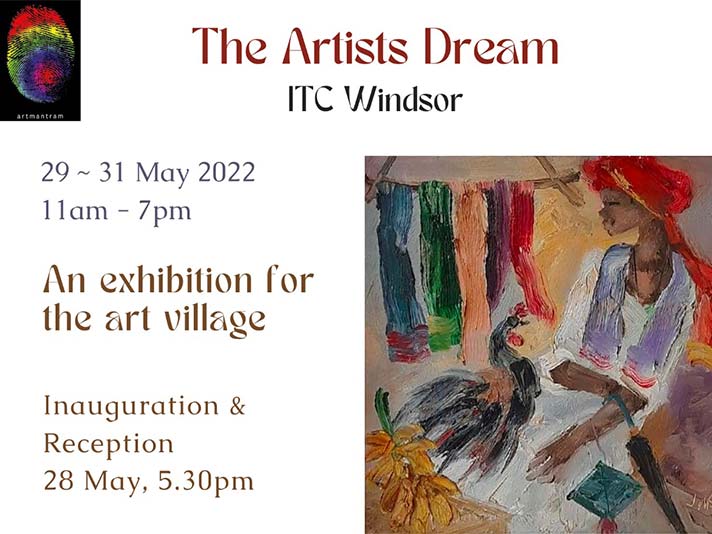 artmantram
The Artists Dream
ITC Windsor
29 ~ 31 May 2022
11am - 7pm
An exhibition for
the art village
Inauguration &
Reception
28 May, 5.30pm